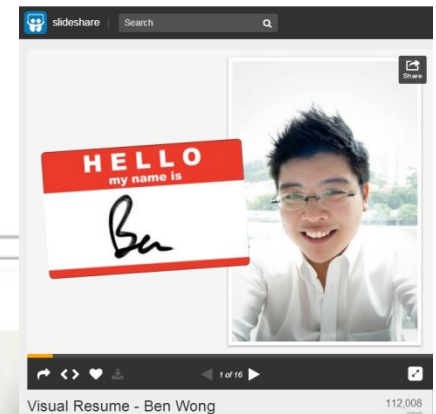 slideshare
Search
Share
HELLO
my name is
Ben
1 of 16
Visual Resume - Ben Wong
112,008